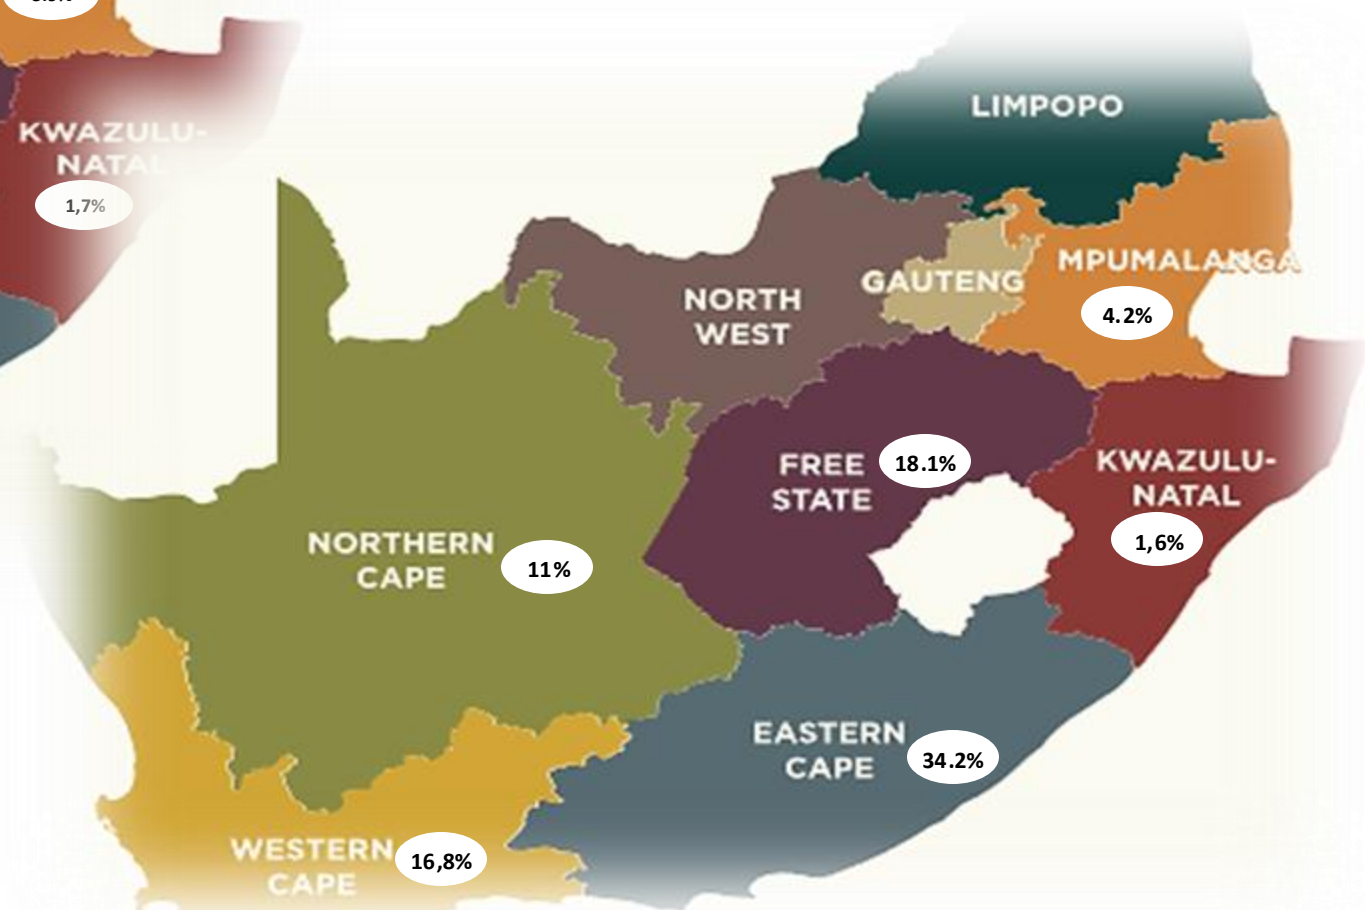 KWAZULU-
NATAL
1,7%
LIMPOPO
MPUMALANGA
4.2%
GAUTENG
NORTH
WEST
FREE
STATE
18.1%
KWAZULU-
NATAL
1,6%
NORTHERN
CAPE
11%
EASTERN
CAPE
34.2%
WESTERN
CAPE
16,8%